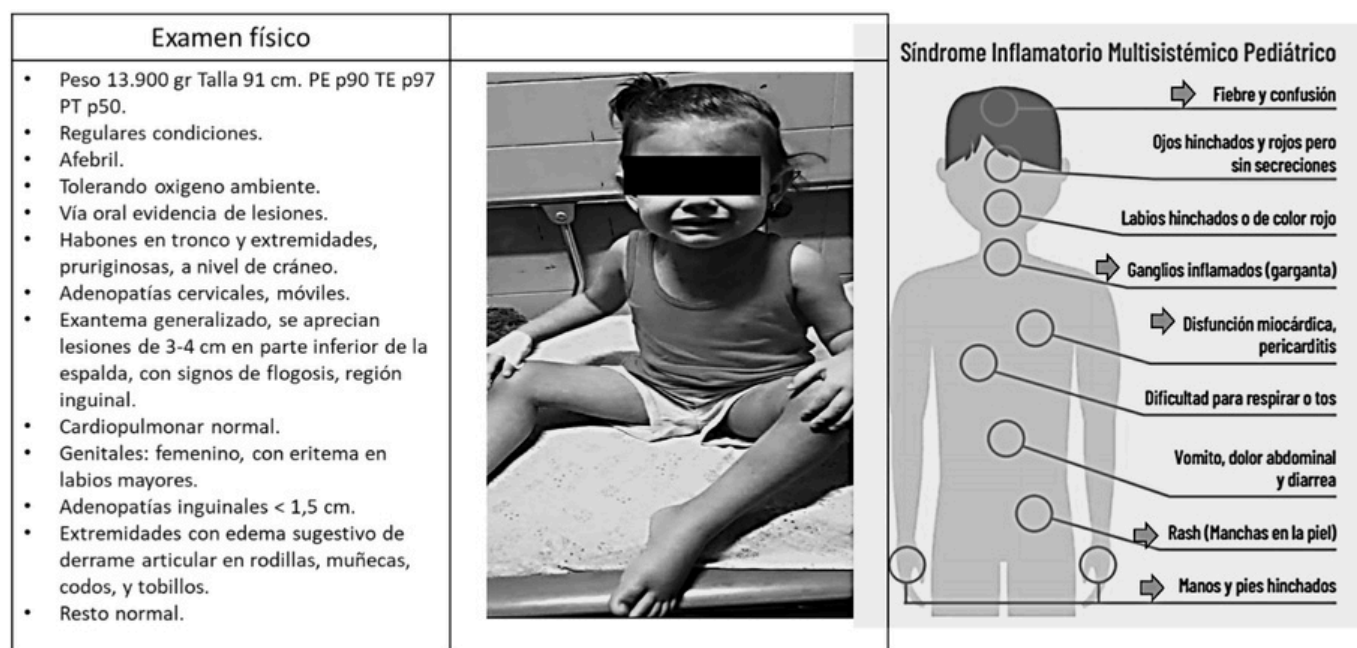 Examen físico
• Peso 13.900 gr Talla 91 cm. PE p90 TE p97
PT p50.
• Regulares condiciones.
• Afebril.
• Tolerando oxigeno ambiente.
• Vía oral evidencia de lesiones.
• Habones en tronco y extremidades,
pruriginosas, a nivel de cráneo.
• Adenopatías cervicales, móviles.
• Exantema generalizado, se aprecian
lesiones de 3-4 cm en parte inferior de la
espalda, con signos de flogosis, región
inguinal.
• Cardiopulmonar normal.
• Genitales: femenino, con eritema en
labios mayores.
• Adenopatías inguinales < 1,5 cm.
• Extremidades con edema sugestivo de
derrame articular en rodillas, muñecas,
codos, y tobillos.
• Resto normal.
Síndrome Inflamatorio Multisistémico Pediátrico
Fiebre y confusión
Ojos hinchados y rojos pero
sin secreciones
Labios hinchados o de color rojo
Ganglios inflamados (garganta)
Disfunción miocárdica,
pericarditis
Dificultad para respirar o tos
Vomito, dolor abdominal
y diarrea
Rash (Manchas en la piel)
Manos y pies hinchados